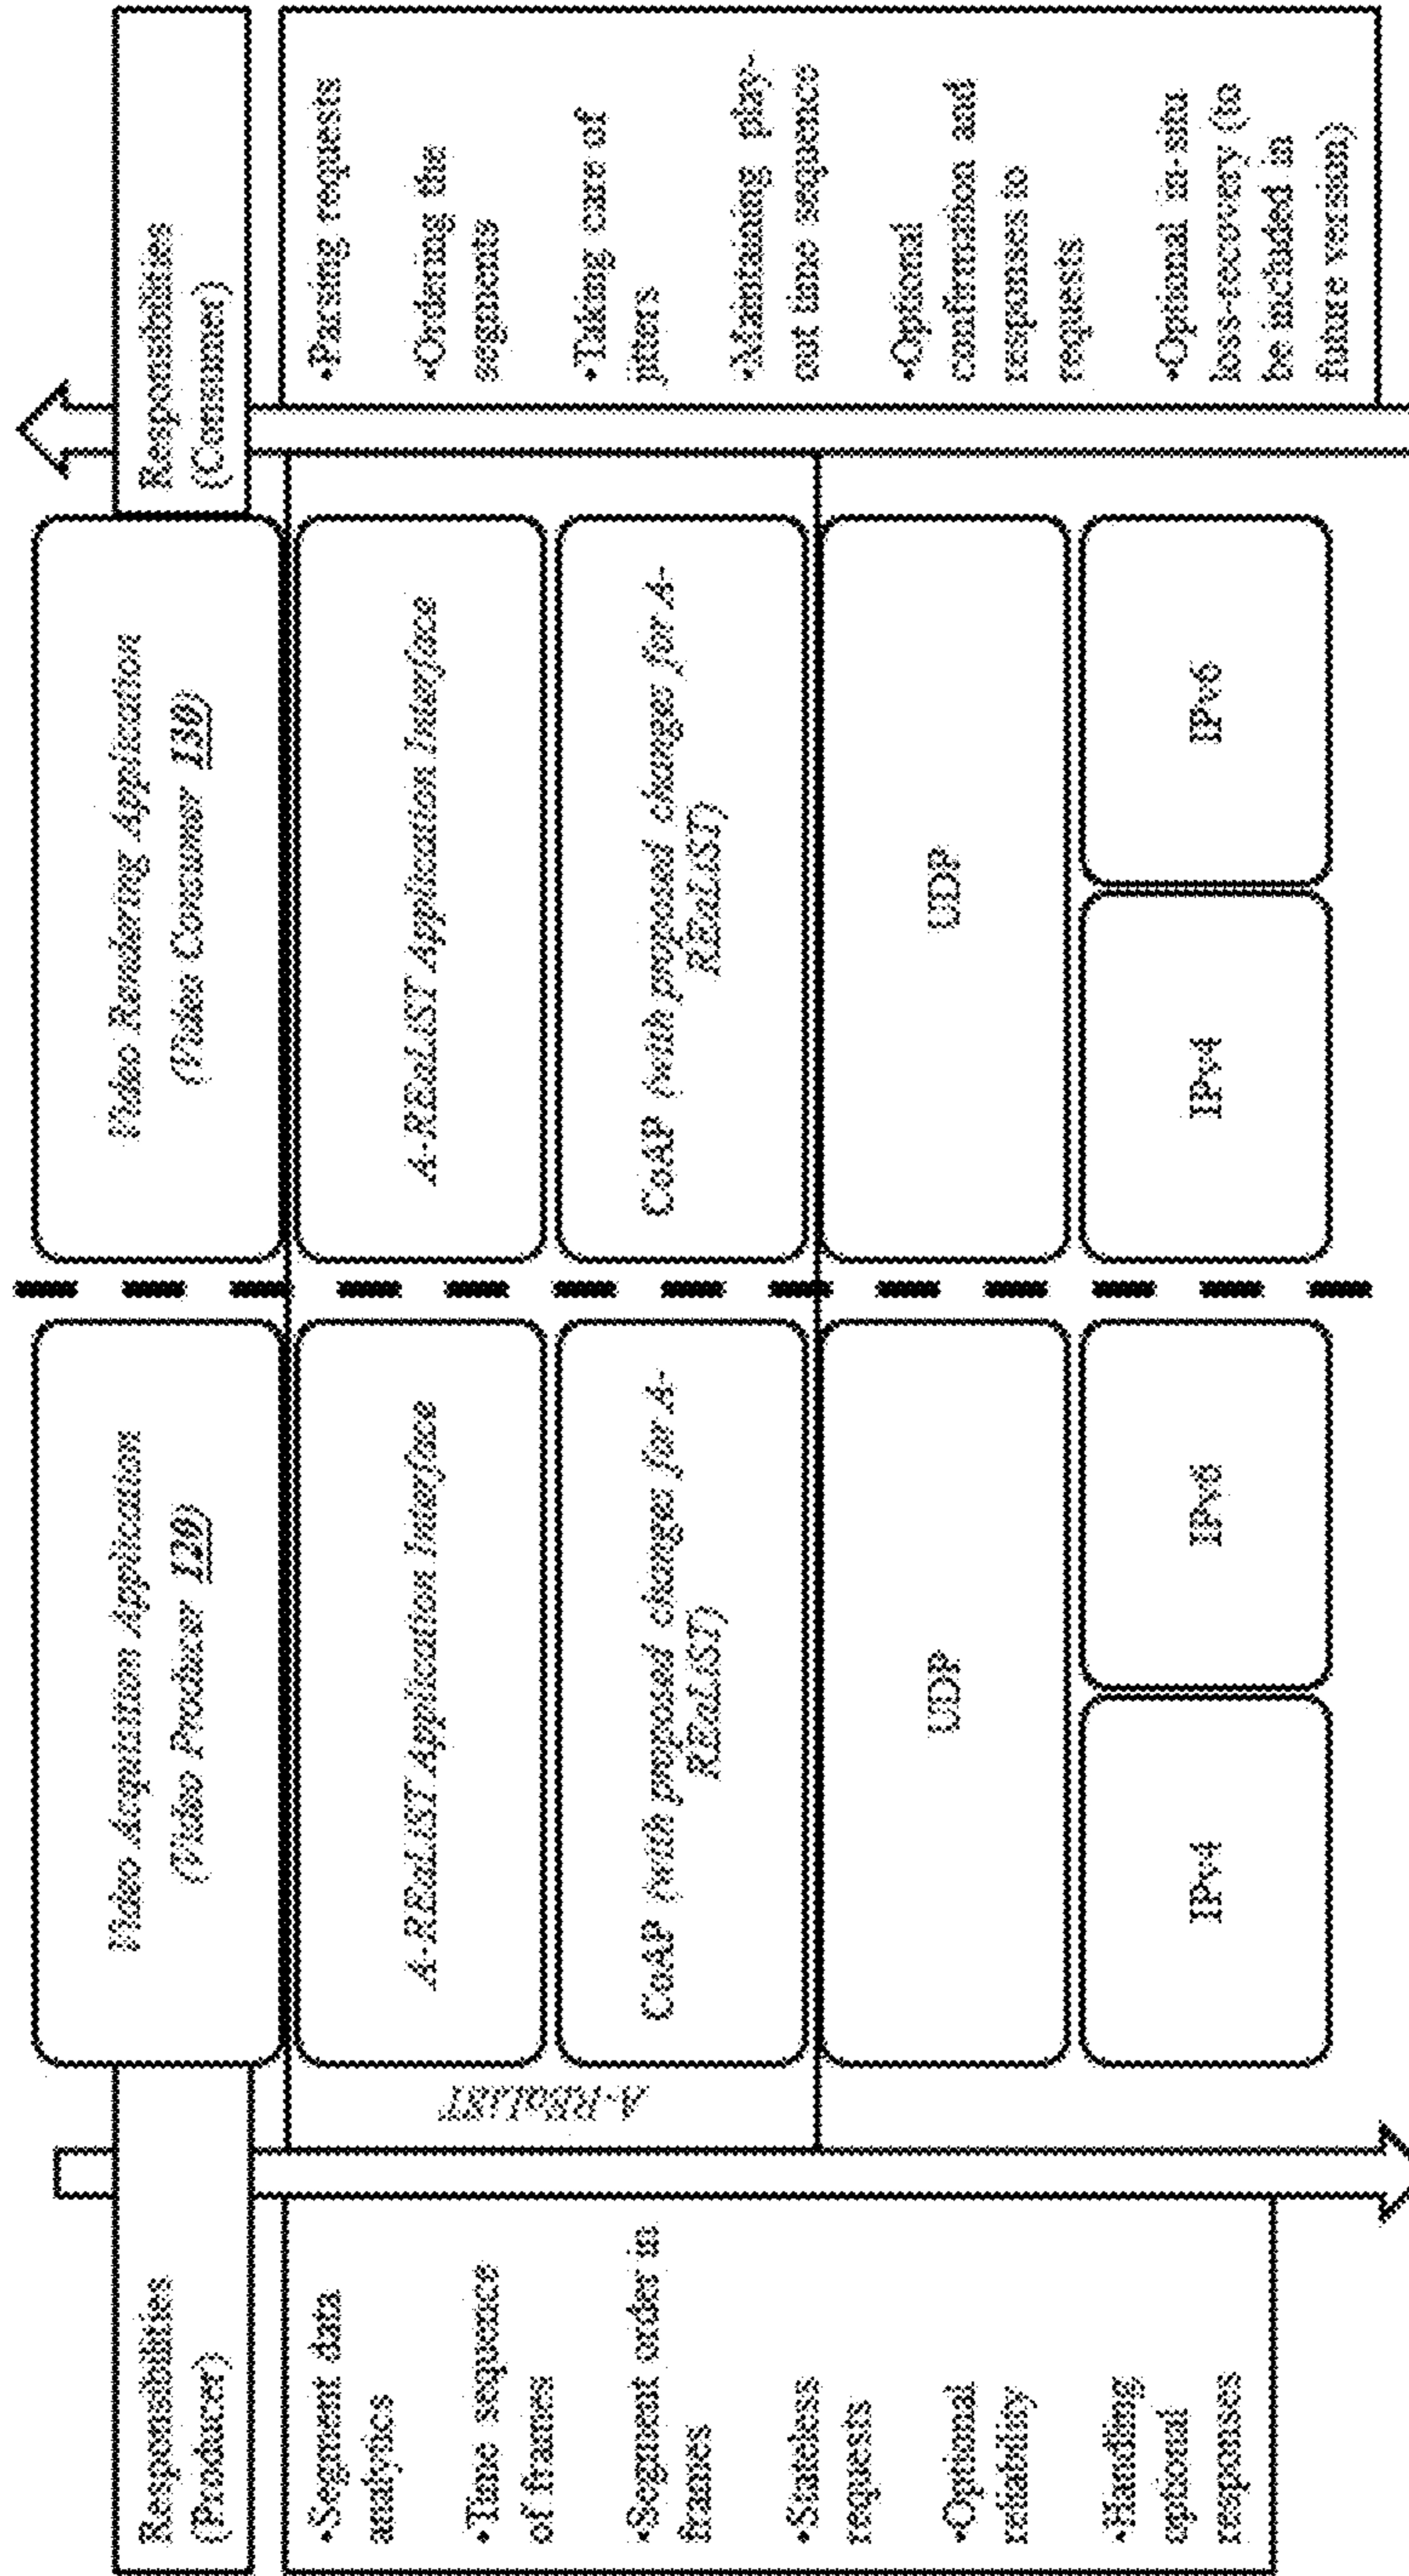 Responsibilities
(Producer)
•Segment data
analytics
•Time sequence
of frames
•Segment order in
frames
•Stateless
requests
•Optional
reliability
•Handling
optional
responses
A-REaLIST
Video Acquisition Application
(Video Producer 120)
A-REaLIST Application Interface
CoAP (with proposed changes for A-
REaLIST)
UDP
IPv4
IPv6
Video Rendering Application
(Video Consumer 130)
A-REaLIST Application Interface
CoAP (with proposed changes for A-
REaLIST)
UDP
IPv4
IPv6
Responsibilities
(Consumer)
•Parsing requests
•Ordering the
segments
•Taking care of
jitters
•Maintaining play-
out time sequence
•Optional
confirmation and
responses to
requests
•Optional in-situ
loss-recovery (to
be included in
future version)